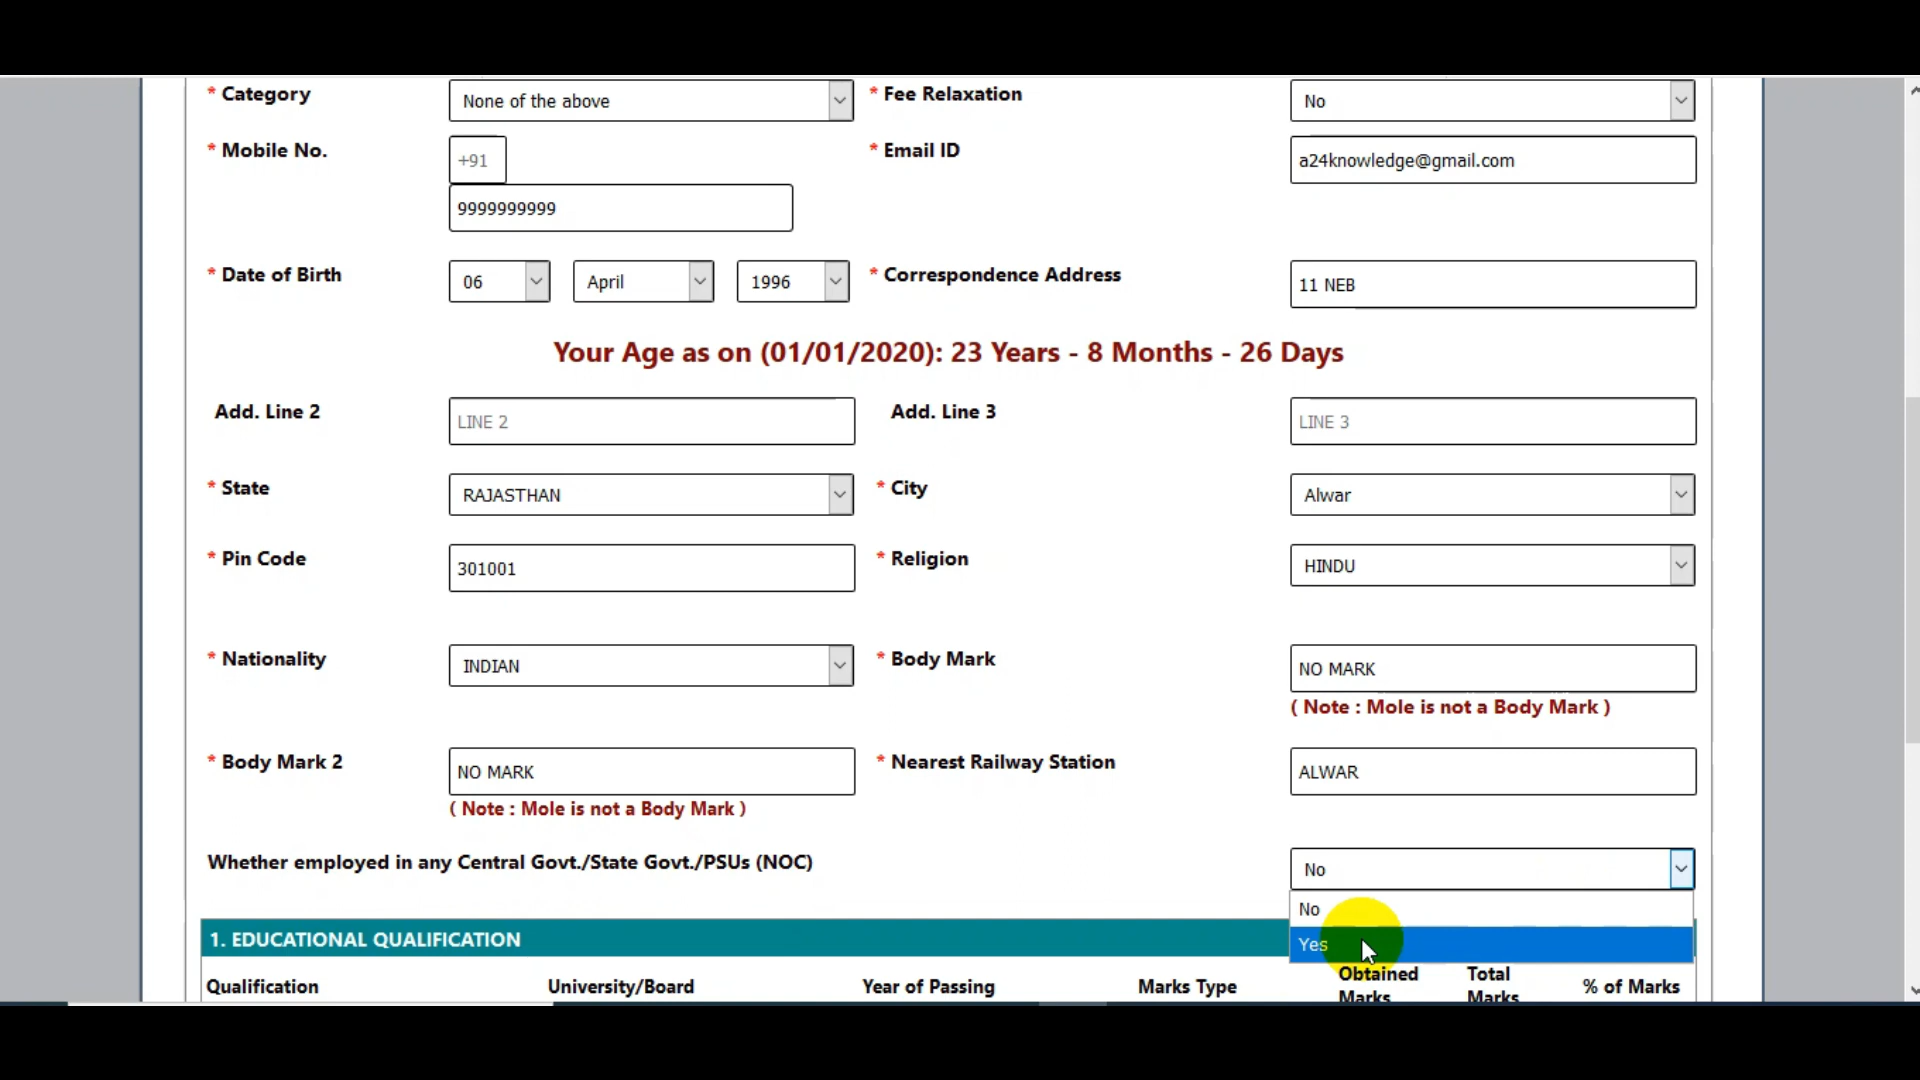 * Category
None of the above
* Fee Relaxation
No
* Mobile No.
+91
* Email ID
a24knowledge@gmail.com
9999999999
* Date of Birth
06
April
1996
* Correspondence Address
11 NEB
Your Age as on (01/01/2020): 23 Years - 8 Months - 26 Days
Add. Line 2
LINE 2
Add. Line 3
LINE 3
* State
RAJASTHAN
* City
Alwar
* Pin Code
301001
* Religion
HINDU
* Nationality
INDIAN
* Body Mark
NO MARK
( Note : Mole is not a Body Mark )
* Body Mark 2
NO MARK
( Note : Mole is not a Body Mark )
* Nearest Railway Station
ALWAR
Whether employed in any Central Govt./State Govt./PSUs (NOC)
No
No
Yes
1. EDUCATIONAL QUALIFICATION
Qualification
University/Board
Year of Passing
Marks Type
Obtained
Marks
Total
Marks
% of Marks